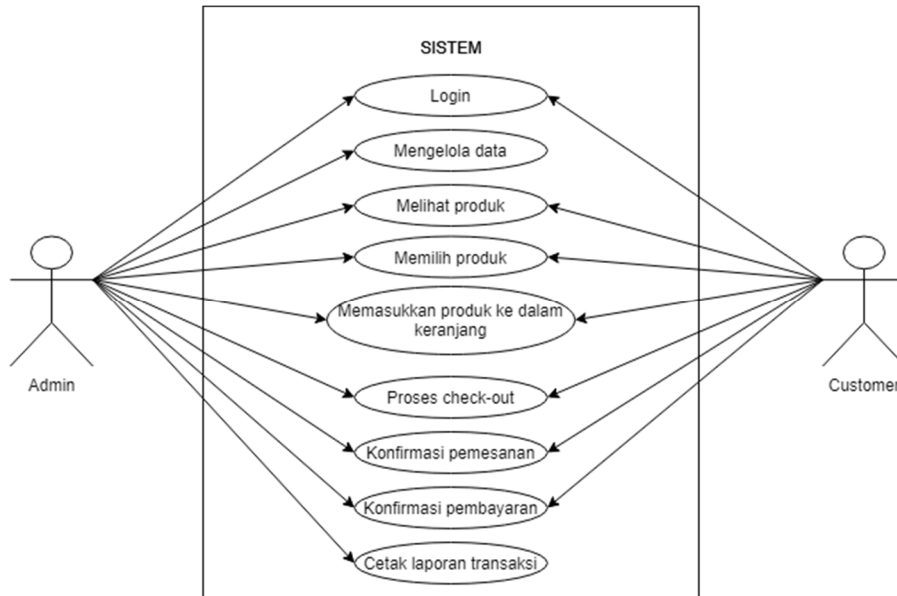 SISTEM
Login
Mengelola data
Melihat produk
Memilih produk
Memasukkan produk ke dalam
keranjang
Proses check-out
Konfirmasi pemesanan
Konfirmasi pembayaran
Cetak laporan transaksi
Admin
Customer